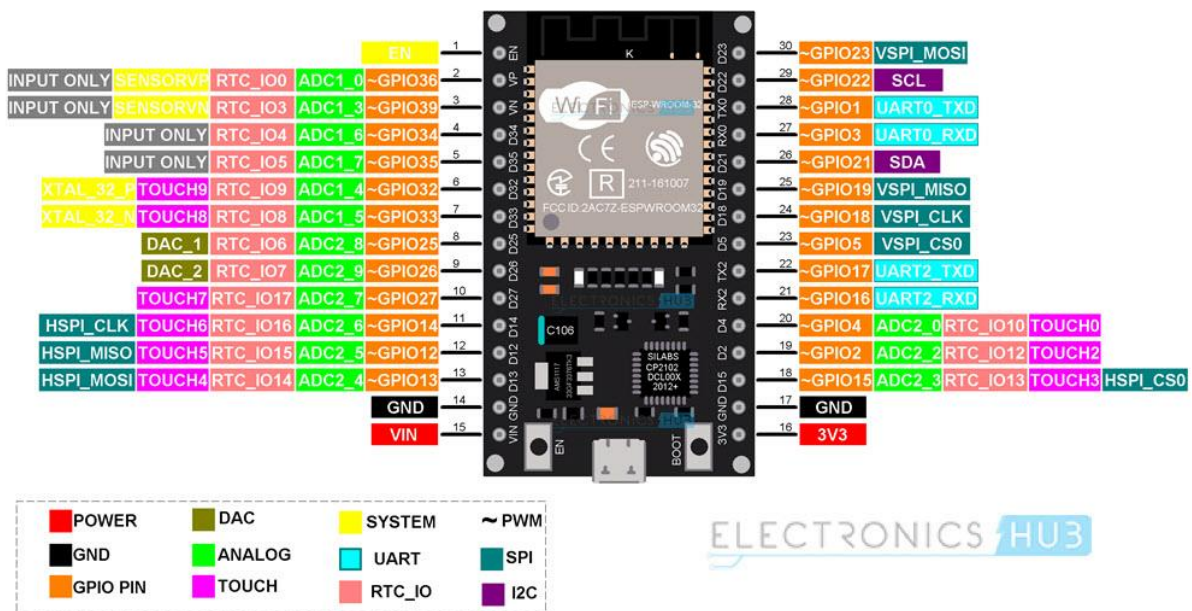 EN 1 EN D23 30 ~GPIO23 VSPI_MOSI
INPUT ONLY SENSORVP RTC_IO0 ADC1_0 ~GPIO36 2 VP D22 29 ~GPIO22 SCL
INPUT ONLY SENSORVN RTC_IO3 ADC1_3 ~GPIO39 3 VN TX0 28 ~GPIO1 UART0_TXD
INPUT ONLY RTC_IO4 ADC1_6 ~GPIO34 4 D34 RX0 27 ~GPIO3 UART0_RXD
INPUT ONLY RTC_IO5 ADC1_7 ~GPIO35 5 D35 D21 26 ~GPIO21 SDA
XTAL_32_P TOUCH9 RTC_IO9 ADC1_4 ~GPIO32 6 D32 D19 25 ~GPIO19 VSPI_MISO
XTAL_32_N TOUCH8 RTC_IO8 ADC1_5 ~GPIO33 7 D33 D18 24 ~GPIO18 VSPI_CLK
DAC_1 RTC_IO6 ADC2_8 ~GPIO25 8 D25 D5 23 ~GPIO5 VSPI_CS0
DAC_2 RTC_IO7 ADC2_9 ~GPIO26 9 D26 TX2 22 ~GPIO17 UART2_TXD
TOUCH7 RTC_IO17 ADC2_7 ~GPIO27 10 D27 RX2 21 ~GPIO16 UART2_RXD
HSPI_CLK TOUCH6 RTC_IO16 ADC2_6 ~GPIO14 11 D14 D4 20 ~GPIO4 ADC2_0 RTC_IO10 TOUCH0
HSPI_MISO TOUCH5 RTC_IO15 ADC2_5 ~GPIO12 12 D12 D2 19 ~GPIO2 ADC2_2 RTC_IO12 TOUCH2
HSPI_MOSI TOUCH4 RTC_IO14 ADC2_4 ~GPIO13 13 D13 D15 18 ~GPIO15 ADC2_3 RTC_IO13 TOUCH3 HSPI_CS0
GND 14 GND GND 17 GND
VIN 15 VIN 3V3 16 3V3
K
Wi Fi ESP-WROOM-32
CE
R 211-161007
FCC ID:2AC7Z-ESPWROOM32
ELECTRONICS HUB
C106
AMS1117
SILABS
CP2102
DCL00X
2012+
EN BOOT
POWER DAC SYSTEM ~ PWM
GND ANALOG UART SPI
GPIO PIN TOUCH RTC_IO I2C
ELECTRONICS HUB